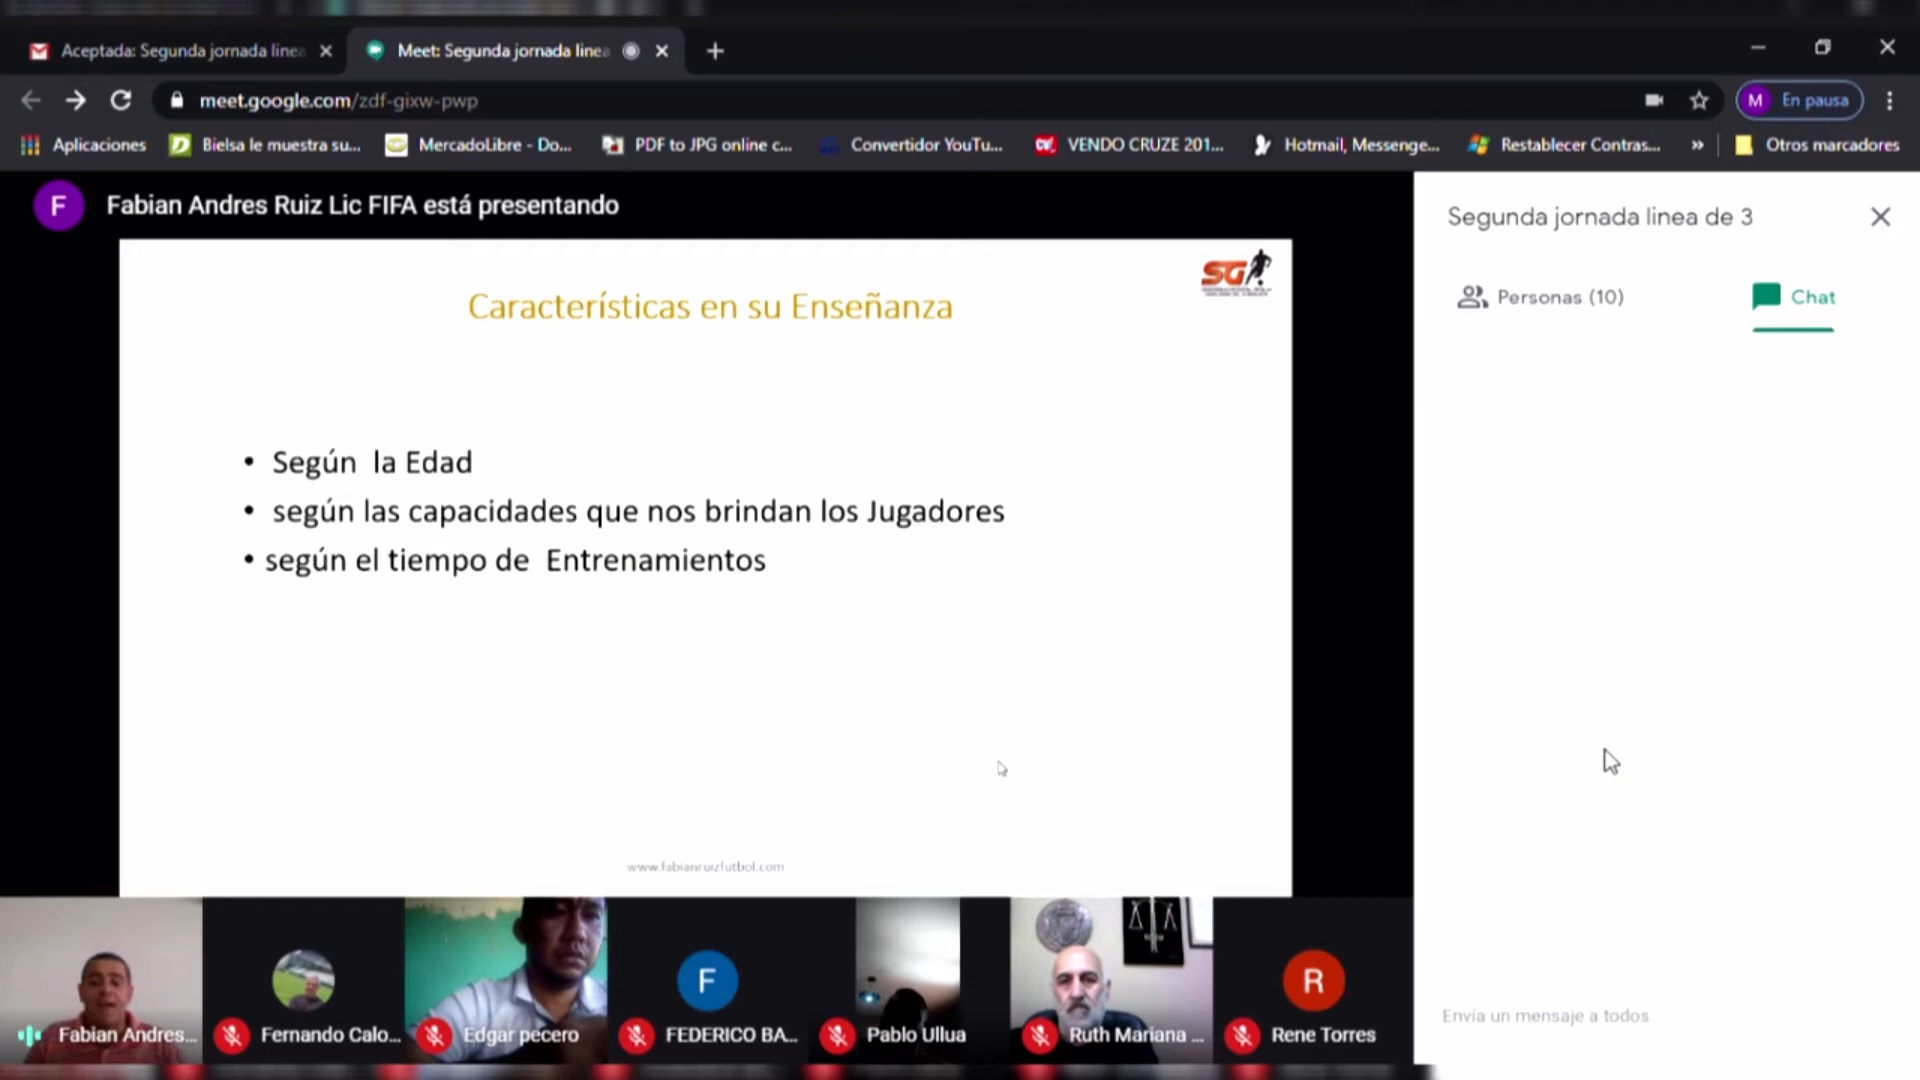 Aceptada: Segunda jornada line
Meet: Segunda jornada line
meet.google.com/zdf-gixw-pwp
M En pausa
Aplicaciones
Bielsa le muestra su...
MercadoLibre - Do...
PDF to JPG online c...
Convertidor YouTu...
VENDO CRUZE 201...
Hotmail, Messenge...
Restablecer Contras...
»
Otros marcadores
F Fabian Andres Ruiz Lic FIFA está presentando
Segunda jornada linea de 3
Personas (10)
Chat
SG
Características en su Enseñanza
• Según la Edad
• según las capacidades que nos brindan los Jugadores
• según el tiempo de Entrenamientos
www.fabianruizfutbol.com
Fabian Andres...
Fernando Calo...
Edgar pecero
F
FEDERICO BA...
Pablo Ullua
Ruth Mariana ...
R
Rene Torres
Envía un mensaje a todos